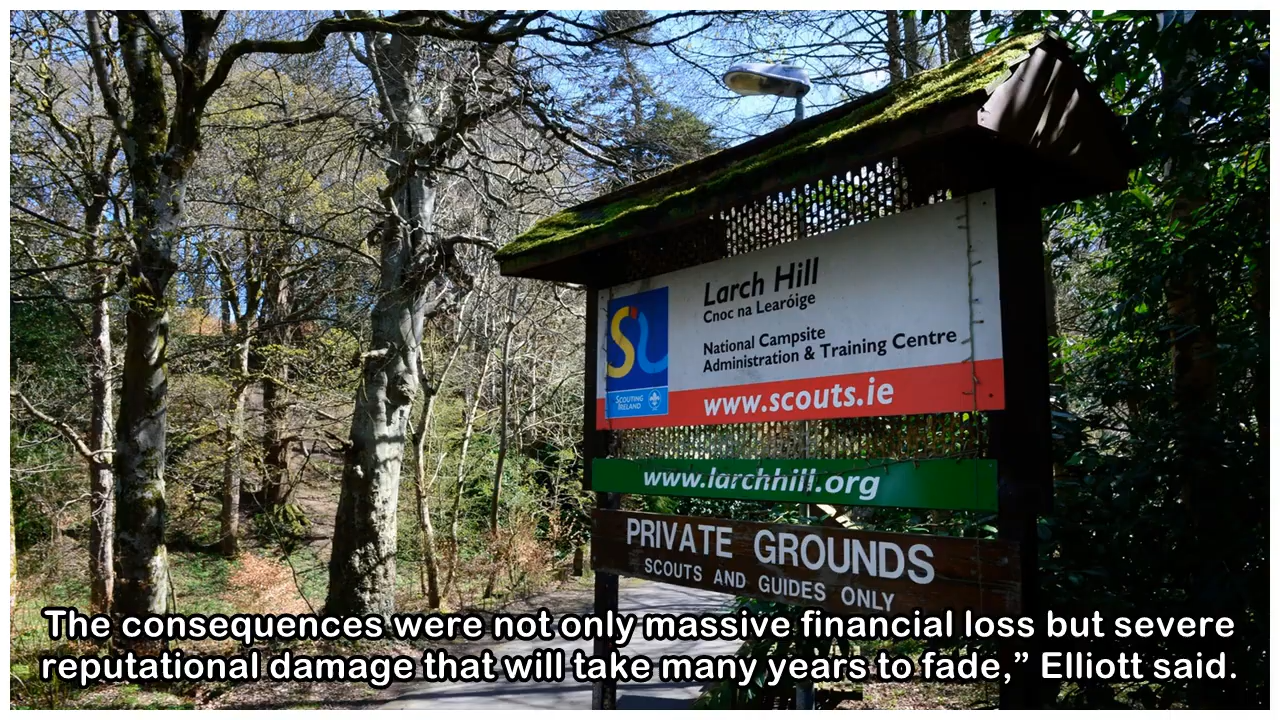 Larch Hill
Cnoc na Learóige
National Campsite
Administration & Training Centre
SCOUTING
IRELAND
www.scouts.ie
www.larchhill.org
PRIVATE GROUNDS
SCOUTS AND GUIDES ONLY
The consequences were not only massive financial loss but severe
reputational damage that will take many years to fade,” Elliott said.